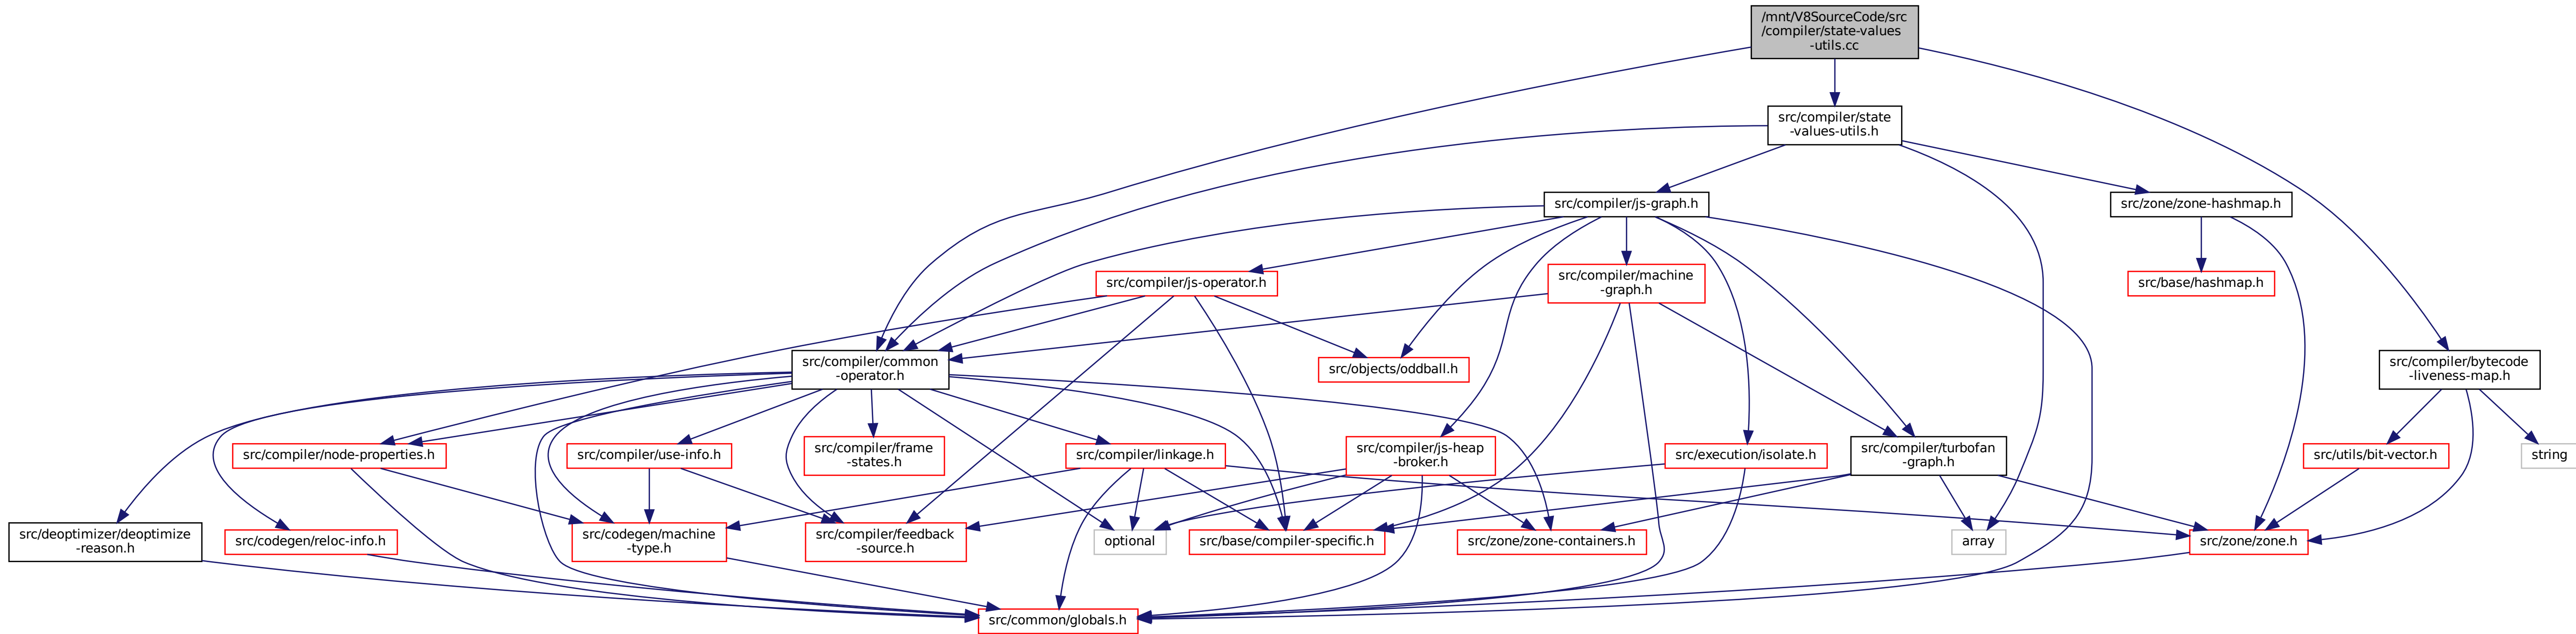 /mnt/V8SourceCode/src
/compiler/state-values
-utils.cc
src/compiler/state
-values-utils.h
src/compiler/js-graph.h
src/zone/zone-hashmap.h
src/compiler/js-operator.h
src/compiler/machine
-graph.h
src/base/hashmap.h
src/compiler/common
-operator.h
src/objects/oddball.h
src/compiler/bytecode
-liveness-map.h
src/compiler/node-properties.h
src/compiler/use-info.h
src/compiler/frame
-states.h
src/compiler/linkage.h
src/compiler/js-heap
-broker.h
src/execution/isolate.h
src/compiler/turbofan
-graph.h
src/utils/bit-vector.h
string
src/deoptimizer/deoptimize
-reason.h
src/codegen/reloc-info.h
src/codegen/machine
-type.h
src/compiler/feedback
-source.h
optional
src/base/compiler-specific.h
src/zone/zone-containers.h
array
src/zone/zone.h
src/common/globals.h